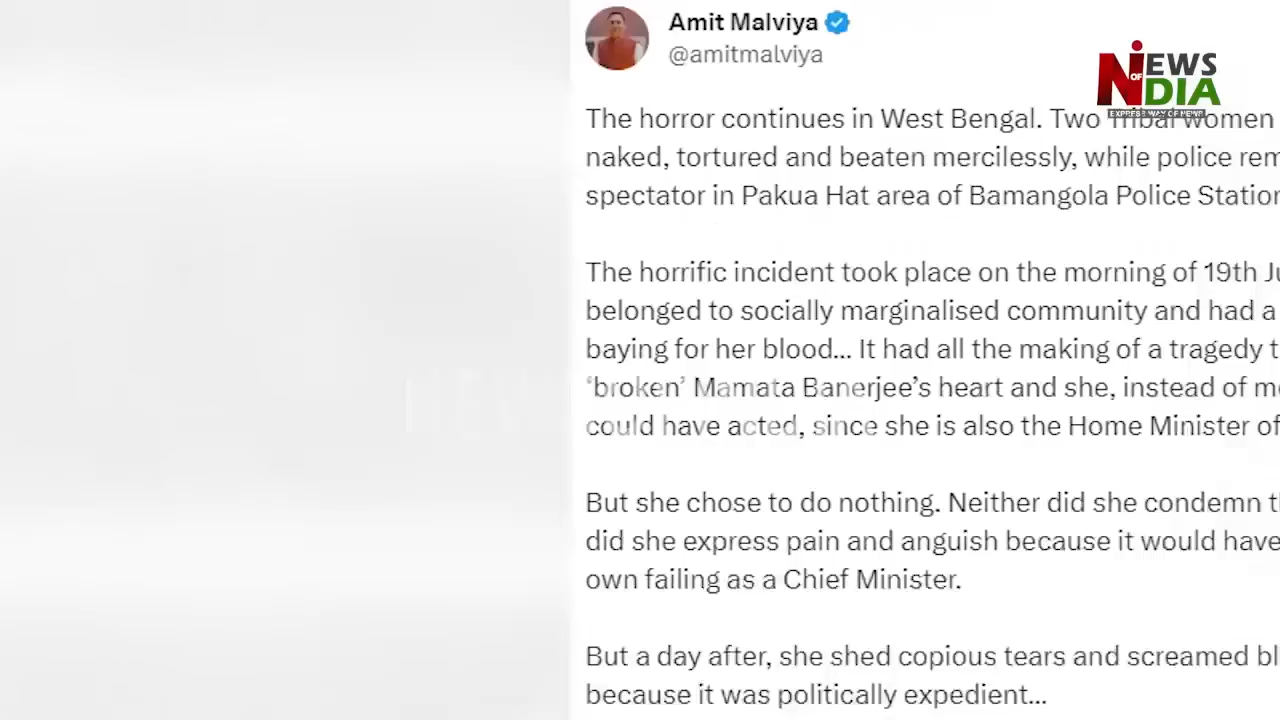 Amit Malviya
@amitmalviya
NEWS OF INDIA
EXPRESS WAY OF NEWS
The horror continues in West Bengal. Two Tribal women
naked, tortured and beaten mercilessly, while police rem
spectator in Pakua Hat area of Bamangola Police Station
The horrific incident took place on the morning of 19th Ju
belonged to socially marginalised community and had a
baying for her blood... It had all the making of a tragedy t
‘broken’ Mamata Banerjee’s heart and she, instead of me
could have acted, since she is also the Home Minister of
But she chose to do nothing. Neither did she condemn th
did she express pain and anguish because it would have
own failing as a Chief Minister.
But a day after, she shed copious tears and screamed bl
because it was politically expedient...